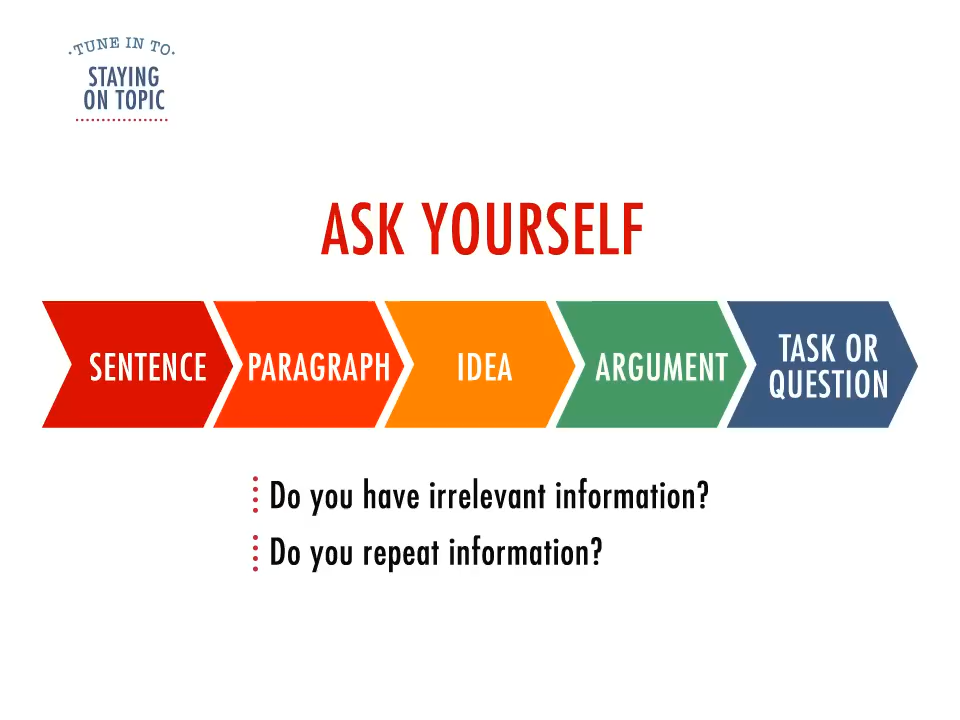 ·TUNE IN TO·
STAYING
ON TOPIC
ASK YOURSELF
SENTENCE
PARAGRAPH
IDEA
ARGUMENT
TASK OR
QUESTION
Do you have irrelevant information?
Do you repeat information?